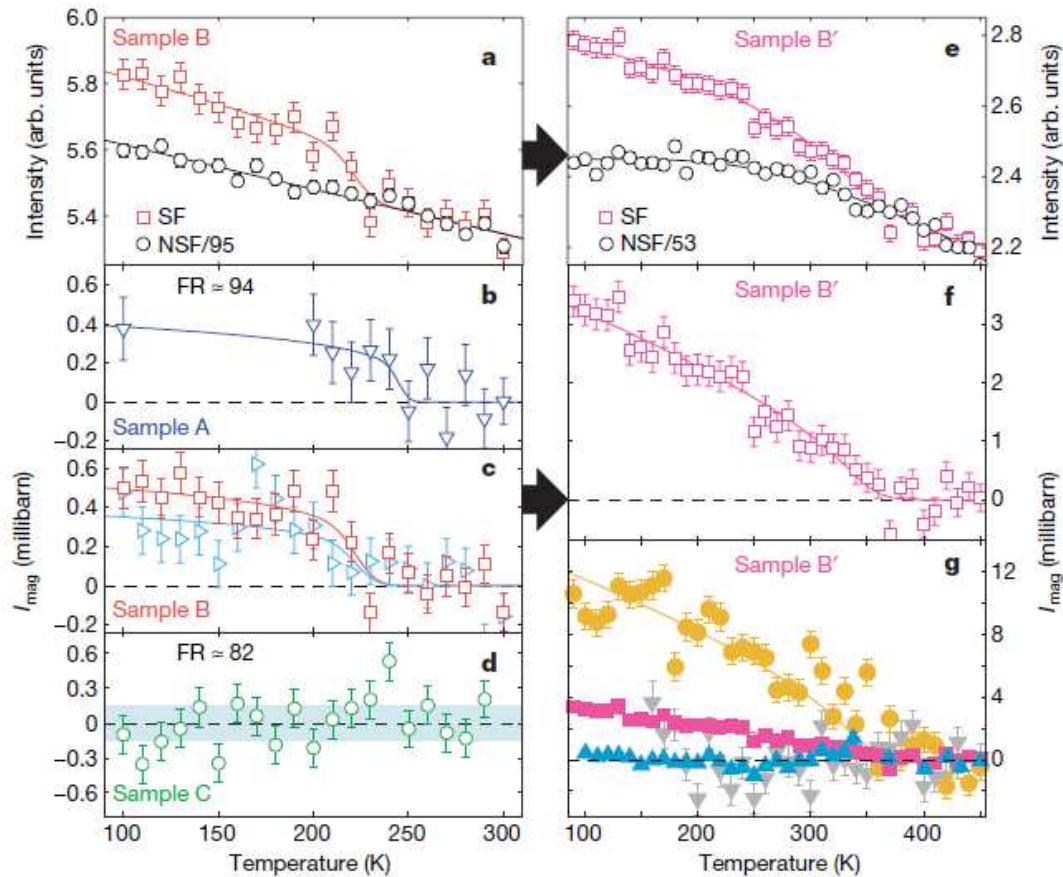 Sample B
a
6.0
5.8
5.6
5.4
Intensity (arb. units)
SF
NSF/95
Sample B′
e
2.8
2.6
2.4
2.2
Intensity (arb. units)
SF
NSF/53
FR ≃ 94
b
0.6
0.4
0.2
0
−0.2
Sample A
c
0.6
0.4
0.2
0
−0.2
Sample B
I mag (millibarn)
FR ≃ 82
d
0.6
0.3
0
−0.3
−0.6
Sample C
100
150
200
250
300
Temperature (K)
Sample B′
f
3
2
1
0
Sample B′
g
12
8
4
0
I mag (millibarn)
100
200
300
400
Temperature (K)